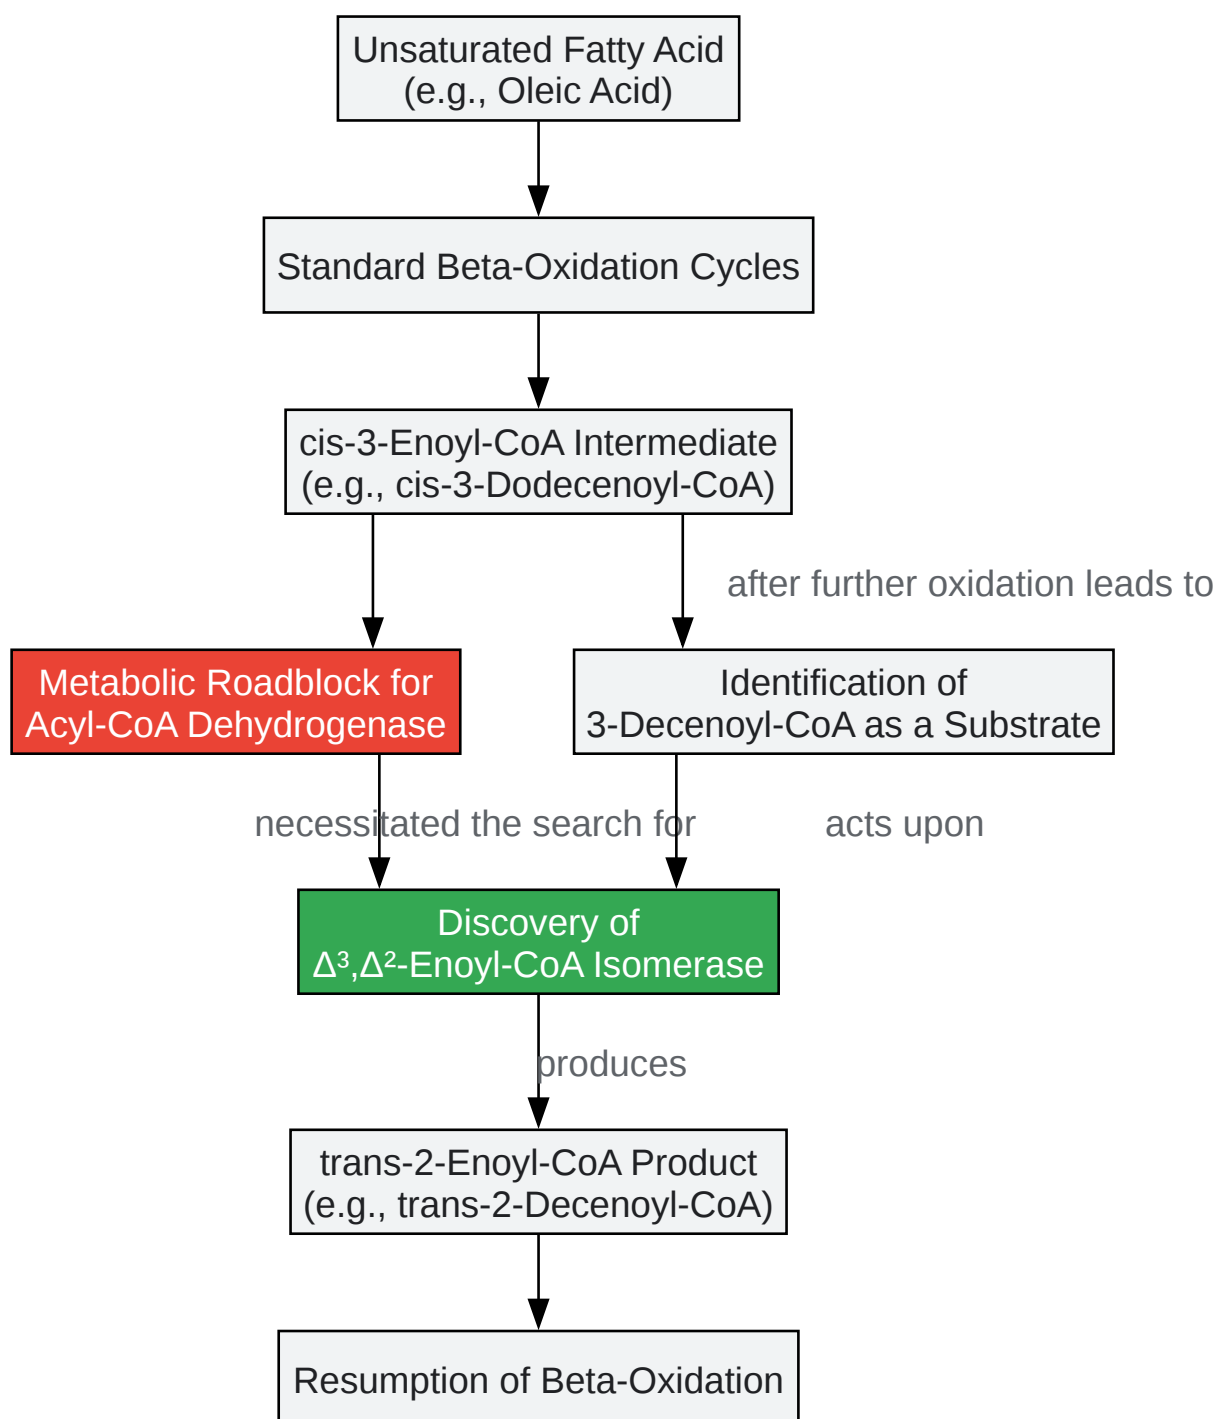 Unsaturated Fatty Acid
(e.g., Oleic Acid)
Standard Beta-Oxidation Cycles
cis-3-Enoyl-CoA Intermediate
(e.g., cis-3-Dodecenoyl-CoA)
after further oxidation leads to
Metabolic Roadblock for
Acyl-CoA Dehydrogenase
Identification of
3-Decenoyl-CoA as a Substrate
necessitated the search for
acts upon
Discovery of
Δ³,Δ²-Enoyl-CoA Isomerase
produces
trans-2-Enoyl-CoA Product
(e.g., trans-2-Decenoyl-CoA)
Resumption of Beta-Oxidation